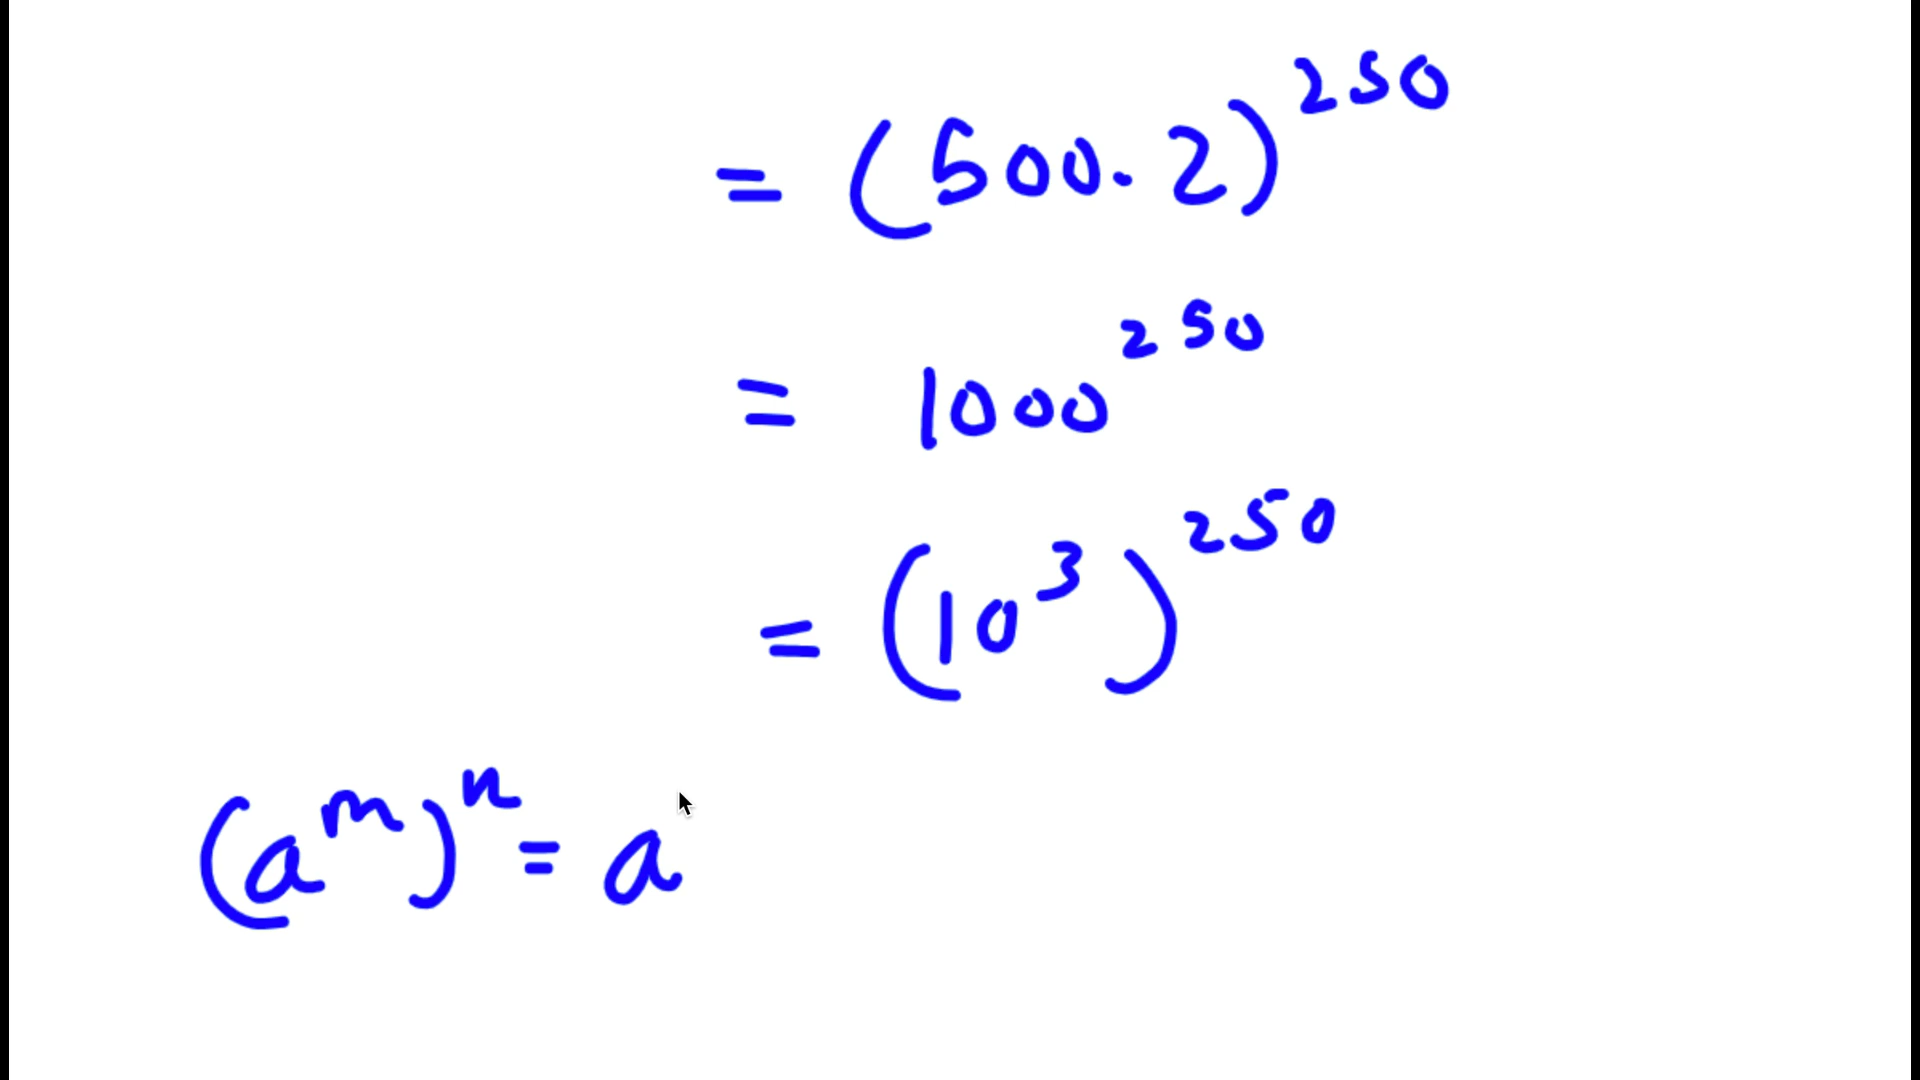 = (500.2)^250
= 1000^250
= (10^3)^250
(a^m)^n = a